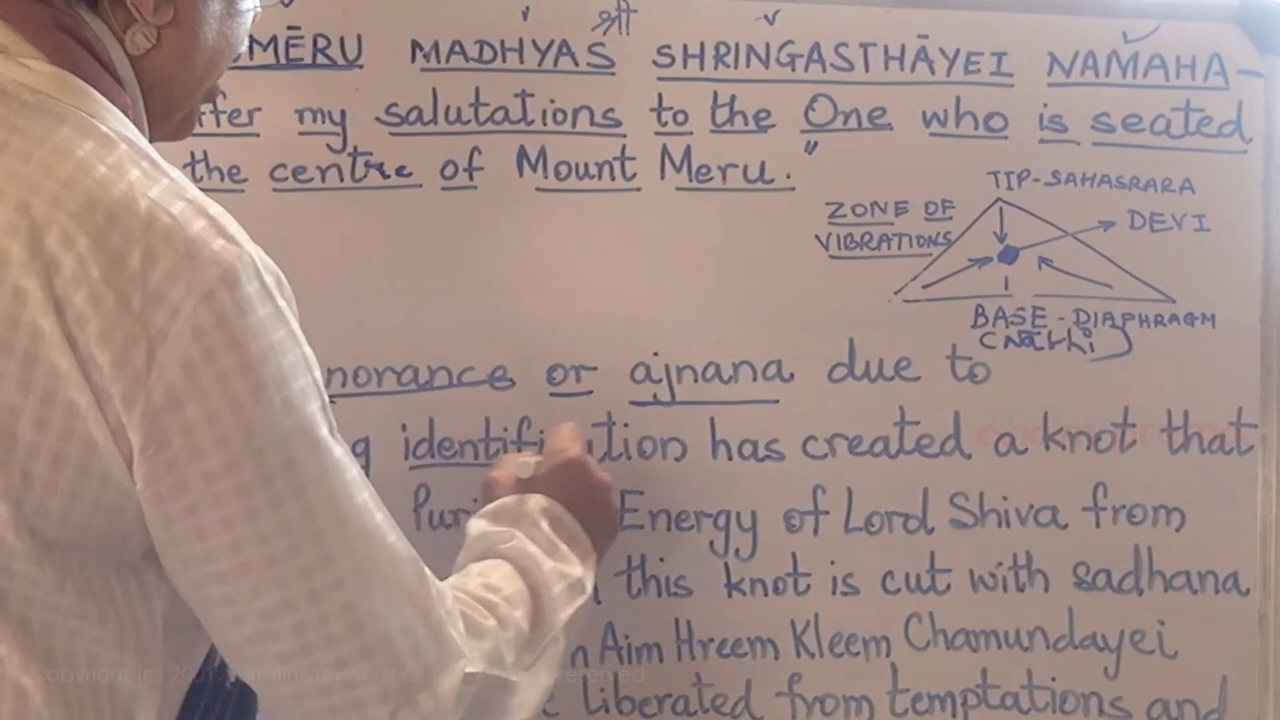 श्री
MĒRU MADHYAS SHRINGASTHĀYEI NAMAHA-
ffer my salutations to the One who is seated
the centre of Mount Meru."
TIP-SAHASRARA
ZONE OF
VIBRATIONS
DEVI
BASE-DIAPHRAGM
(Nabhi)
norance or ajnana due to
g identifi tion has created a knot that
Puri Energy of Lord Shiva from
this knot is cut with sadhana
n Aim Hreem Kleem Chamundayei
e liberated from temptations and